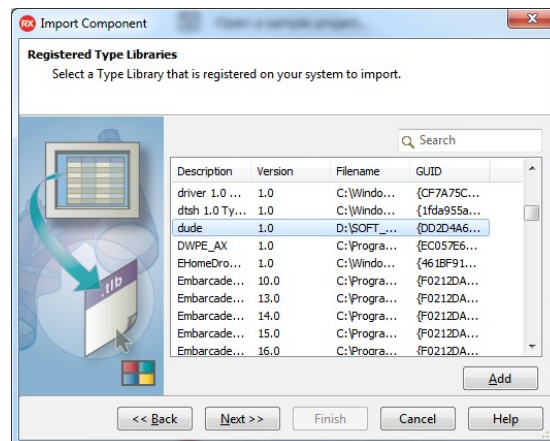 RX Import Component
Open a sample project...
Registered Type Libraries
Select a Type Library that is registered on your system to import.
Search
Description Version Filename GUID
driver 1.0 ... 1.0 C:\Windo... {CF7A75C...
dtsh 1.0 Ty... 1.0 C:\Windo... {1fda955a...
dude 1.0 D:\SOFT_... {DD2D4A6...
DWPE_AX 1.0 C:\Progra... {EC057E6...
EHomeDro... 1.0 C:\Windo... {461BF91...
Embarcade... 10.0 C:\Progra... {F0212DA...
Embarcade... 13.0 C:\Progra... {F0212DA...
Embarcade... 14.0 C:\Progra... {F0212DA...
Embarcade... 15.0 C:\Progra... {F0212DA...
Embarcade... 16.0 C:\Progra... {F0212DA...
.tlb
Add
<< Back Next >> Finish Cancel Help